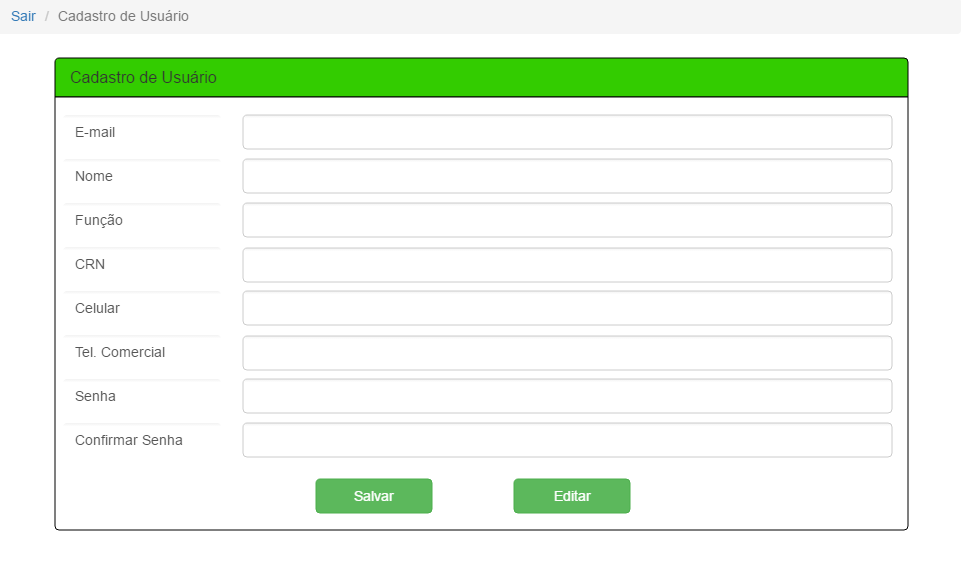 Sair / Cadastro de Usuário
Cadastro de Usuário
E-mail
Nome
Função
CRN
Celular
Tel. Comercial
Senha
Confirmar Senha
Salvar Editar